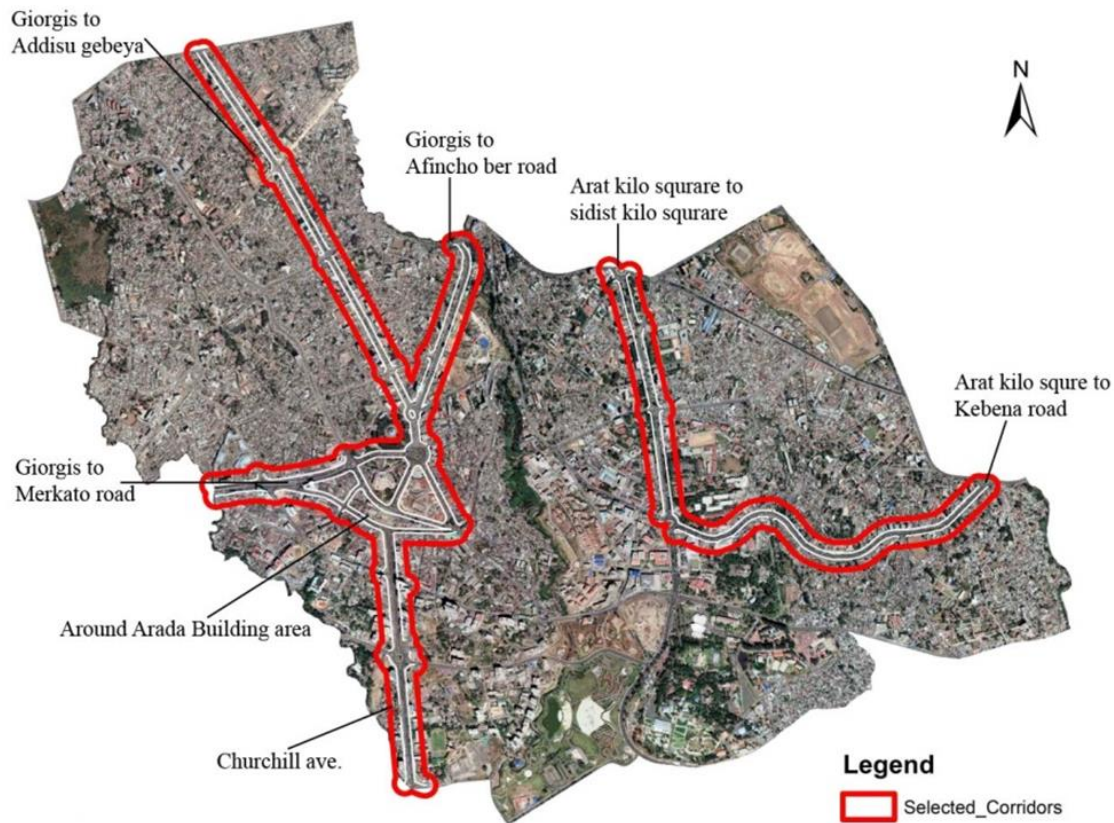 Giorgis to
Addisu gebeya
N
Giorgis to
Afincho ber road
Arat kilo squrare to
sidist kilo squrare
Arat kilo squre to
Kebena road
Giorgis to
Merkato road
Around Arada Building area
Churchill ave.
Legend
Selected_Corridors